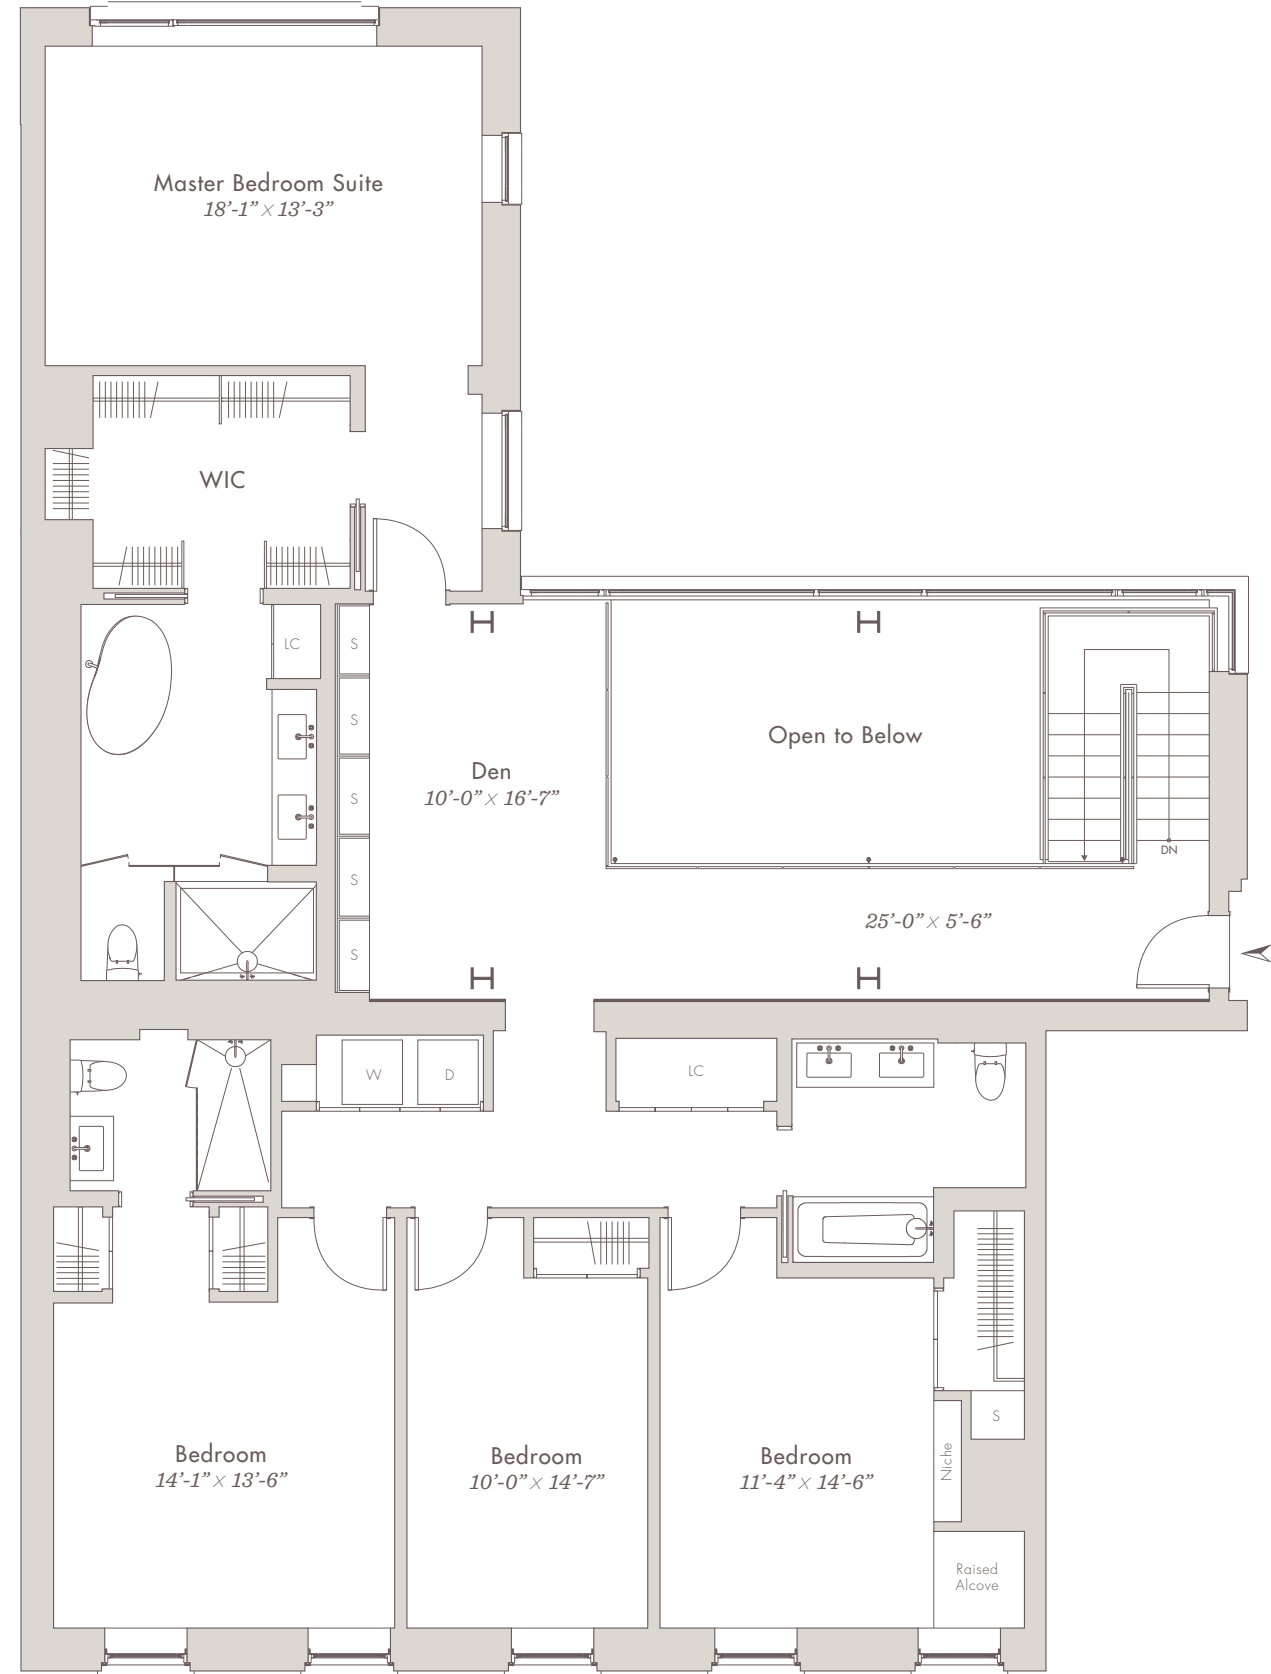 Master Bedroom Suite
18’-1” × 13’-3”
WIC
LC
S
S
Open to Below
Den
10’-0” × 16’-7”
S
DN
S
25’-0” × 5’-6”
S
W
D
LC
S
Niche
Bedroom
14’-1” × 13’-6”
Bedroom
10’-0” × 14’-7”
Bedroom
11’-4” × 14’-6”
Raised
Alcove